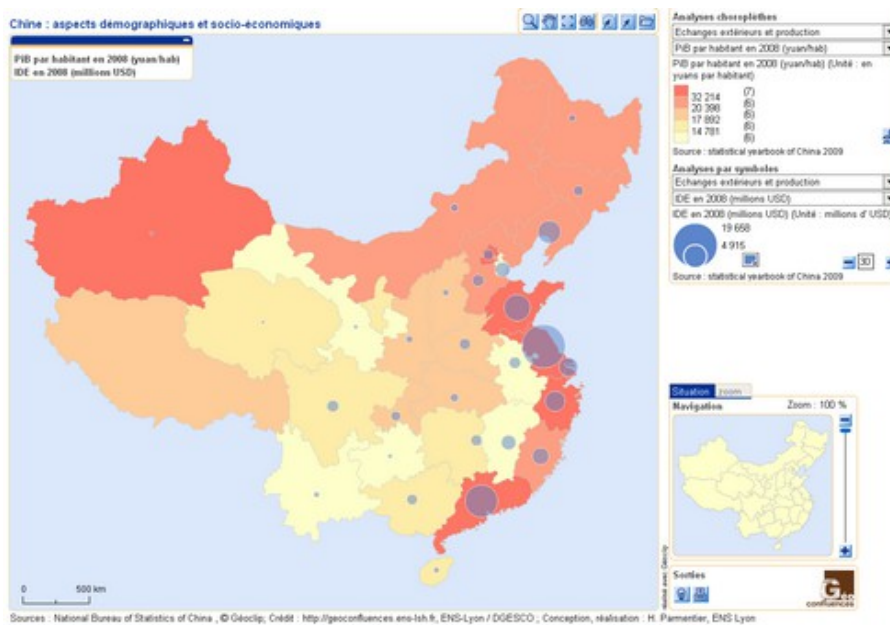 Chine : aspects démographiques et socio-économiques
PiB par habitant en 2008 (yuan/hab)
IDE en 2008 (millions USD)
Analyses choroplèthes
Echanges extérieurs et production
PiB par habitant en 2008 (yuan/hab)
PiB par habitant en 2008 (yuan/hab) (Unité : en
yuans par habitant)
(7)
32 214
(6)
20 398
(6)
17 892
(6)
14 781
(6)
Source : statistical yearbook of China 2009
Analyses par symboles
Echanges extérieurs et production
IDE en 2008 (millions USD)
IDE en 2008 (millions USD) (Unité : millions d' USD)
19 658
4 915
30
Source : statistical yearbook of China 2009
Situation zoom
Navigation Zoom : 100 %
réalisé avec Géoclip
Sorties
Géo
confluences
0 500 km
Sources : National Bureau of Statistics of China , © Géoclip; Crédit : http://geoconfluences.ens-lsh.fr, ENS-Lyon / DGESCO ; Conception, réalisation : H. Parmentier, ENS Lyon